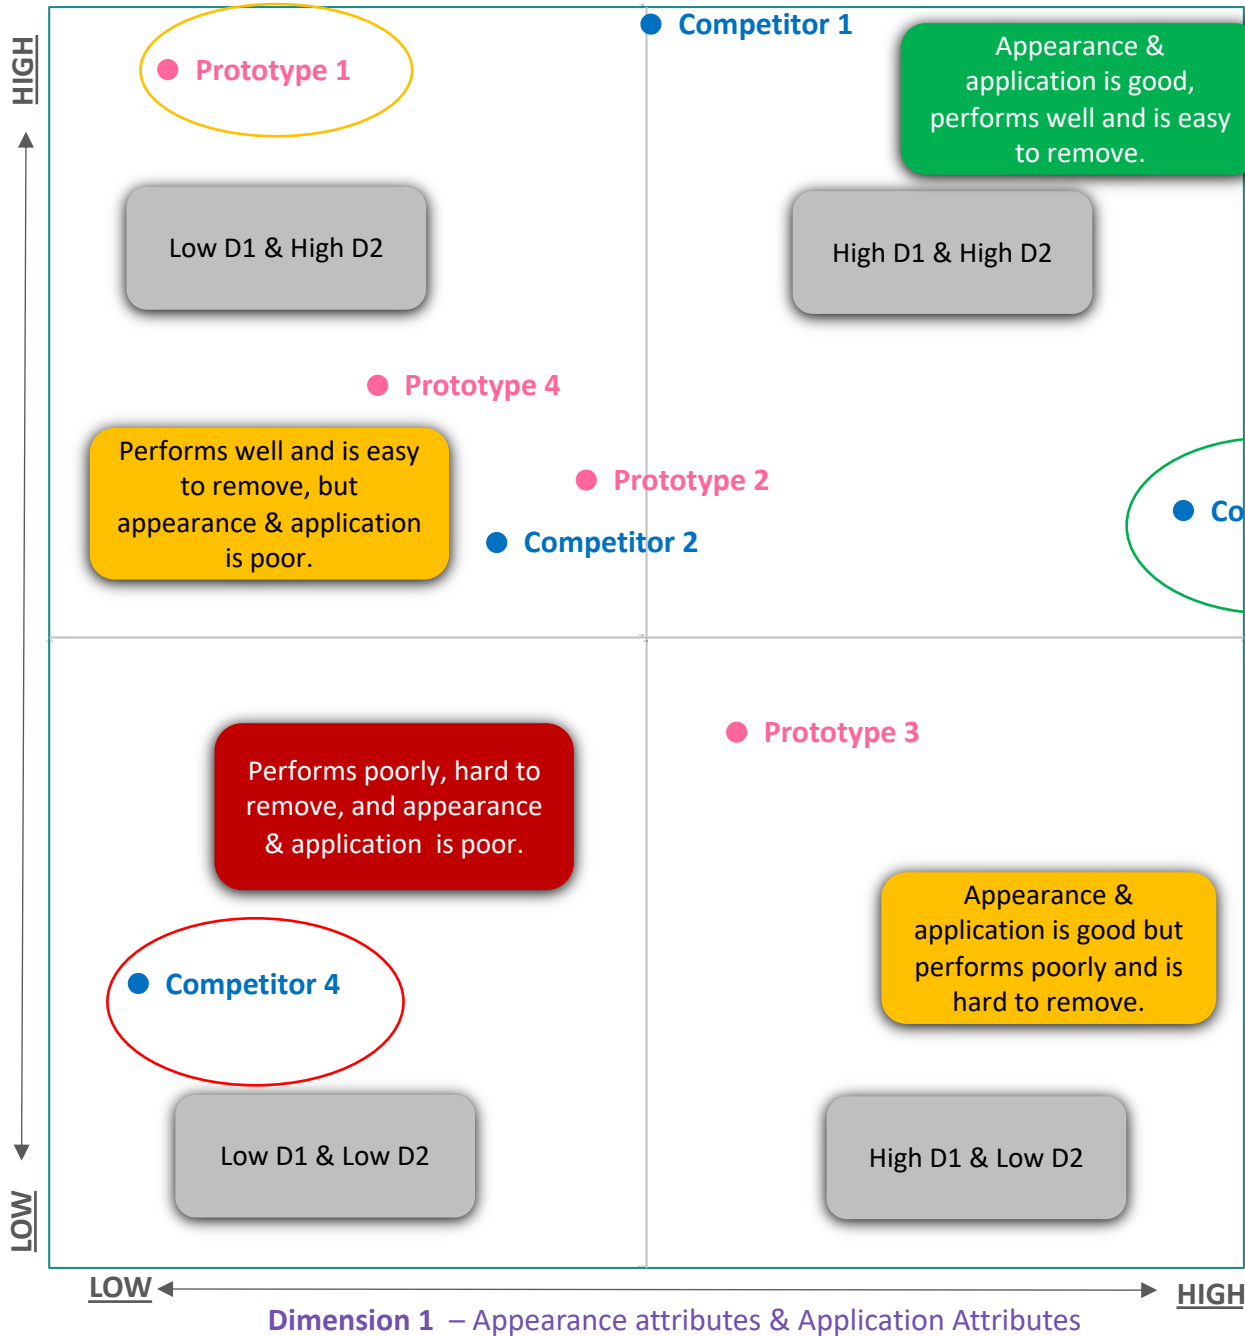 HIGH
Competitor 1
Prototype 1
Appearance &
application is good,
performs well and is easy
to remove.
Low D1 & High D2
High D1 & High D2
Prototype 4
Performs well and is easy
to remove, but
appearance & application
is poor.
Prototype 2
Co
Competitor 2
Prototype 3
Performs poorly, hard to
remove, and appearance
& application is poor.
Appearance &
application is good but
performs poorly and is
hard to remove.
Competitor 4
Low D1 & Low D2
High D1 & Low D2
LOW
LOW
HIGH
Dimension 1 – Appearance attributes & Application Attributes